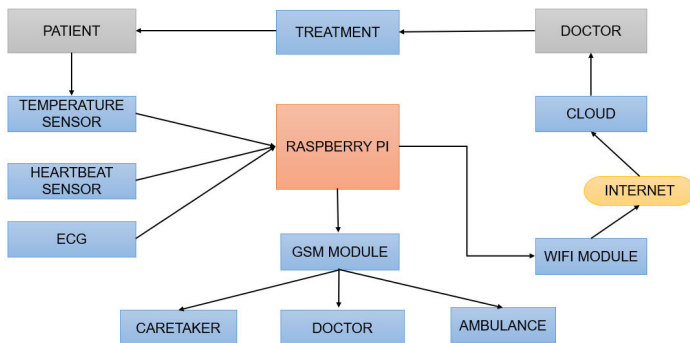 PATIENT
TREATMENT
DOCTOR
TEMPERATURE
SENSOR
RASPBERRY PI
CLOUD
HEARTBEAT
SENSOR
INTERNET
ECG
GSM MODULE
WIFI MODULE
CARETAKER
DOCTOR
AMBULANCE